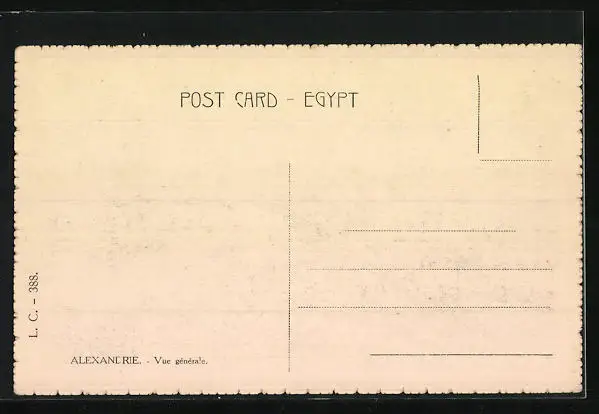 POST CARD - EGYPT
L. C. - 388.
ALEXANDRIE. - Vue générale.